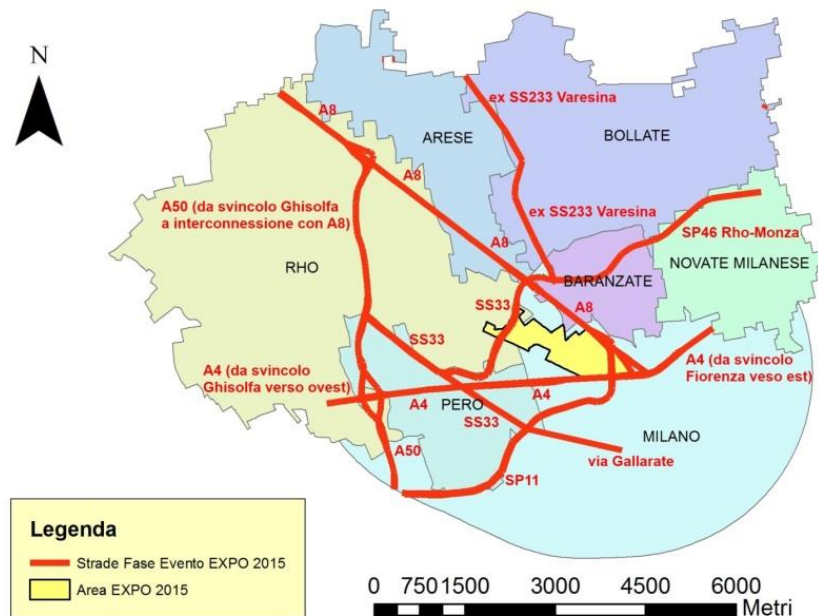 N
A8
ex SS233 Varesina
ARESE
BOLLATE
A8
A50 (da svincolo Ghisolfa
a interconnessione con A8)
ex SS233 Varesina
SP46 Rho-Monza
A8
RHO
NOVATE MILANESE
BARANZATE
SS33
A8
SS33
A4 (da svincolo
Ghisolfa verso ovest)
A4 (da svincolo
Fiorenza veso est)
A4
PERO
A4
SS33
MILANO
A50
via Gallarate
SP11
Legenda
Strade Fase Evento EXPO 2015
Area EXPO 2015
0 750 1500 3000 4500 6000
Metri